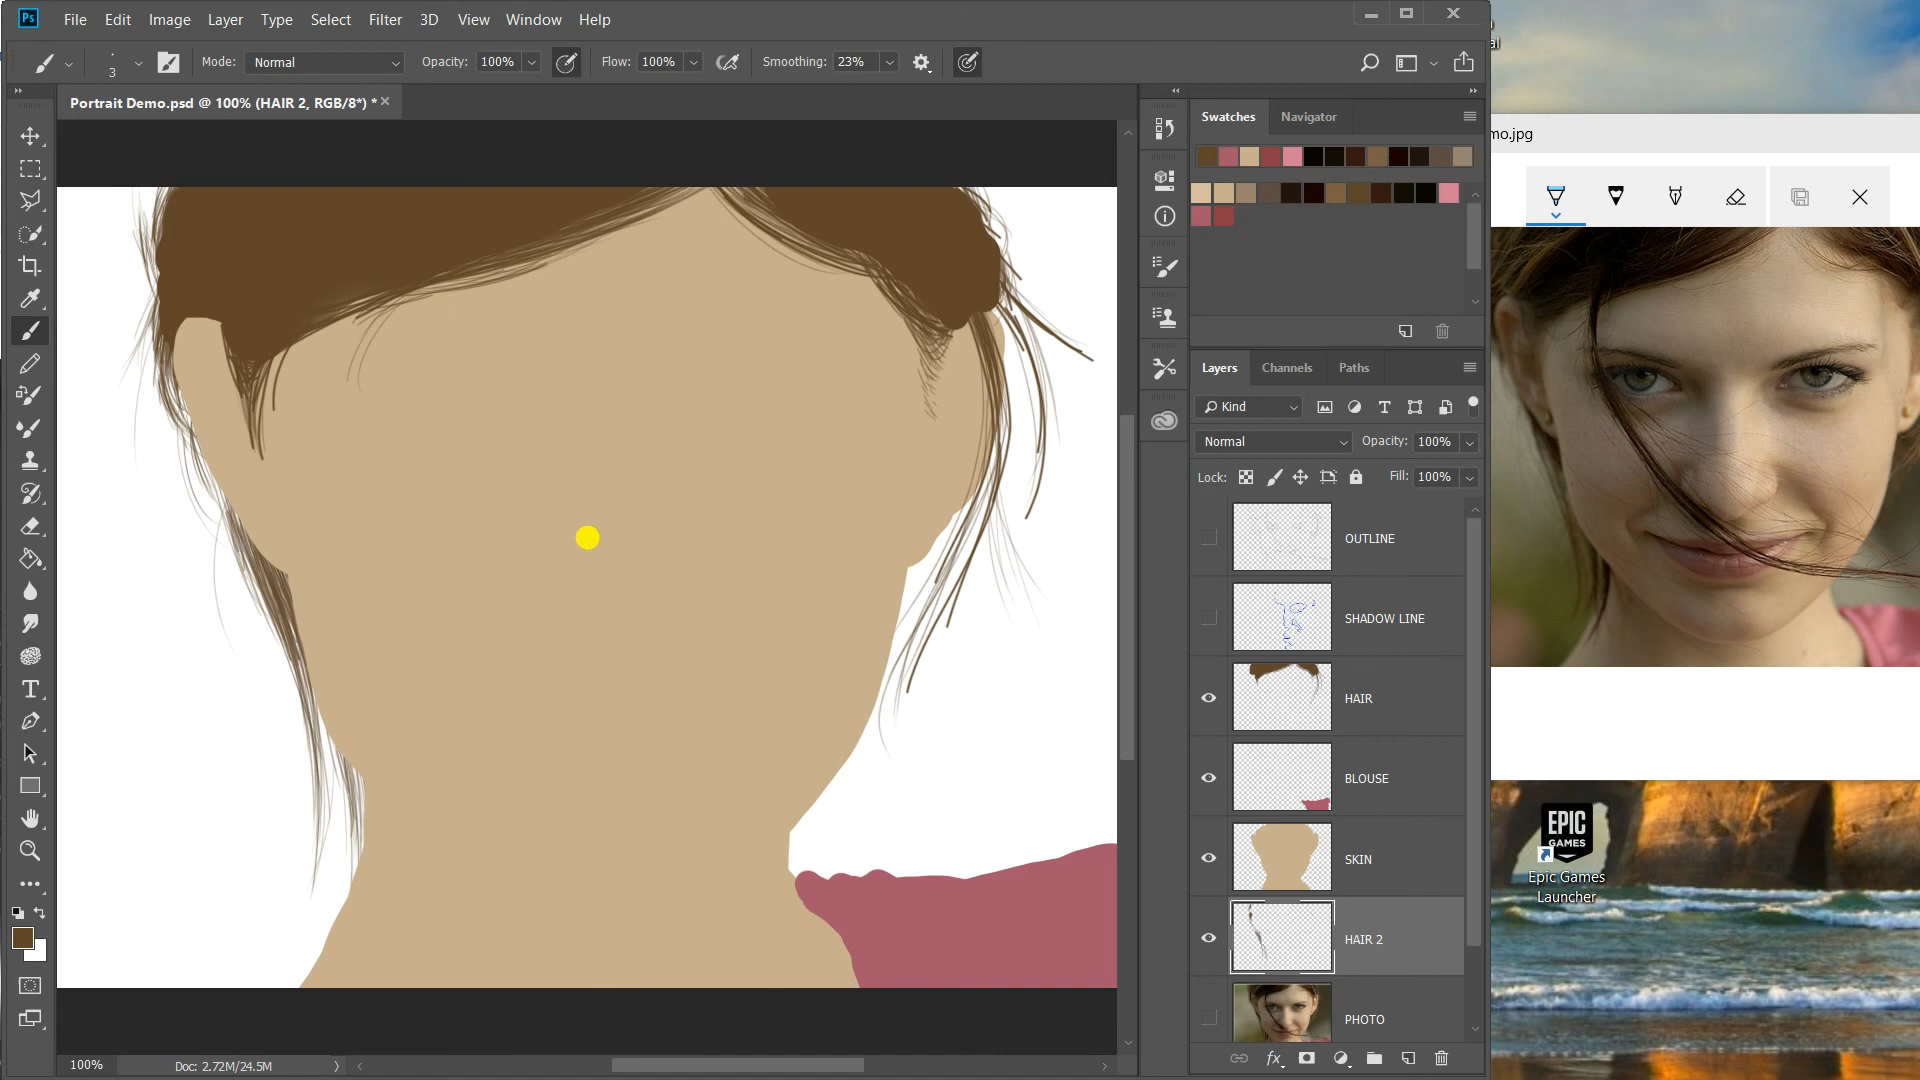 Ps File Edit Image Layer Type Select Filter 3D View Window Help
3 Mode: Normal Opacity: 100% Flow: 100% Smoothing: 23%
Portrait Demo.psd @ 100% (HAIR 2, RGB/8*) *
Swatches Navigator
mo.jpg
Layers Channels Paths
Kind
Normal Opacity: 100%
Lock: Fill: 100%
OUTLINE
SHADOW LINE
HAIR
BLOUSE
SKIN
HAIR 2
PHOTO
EPIC
GAMES
Epic Games
Launcher
100% Doc: 2.72M/24.5M
fx